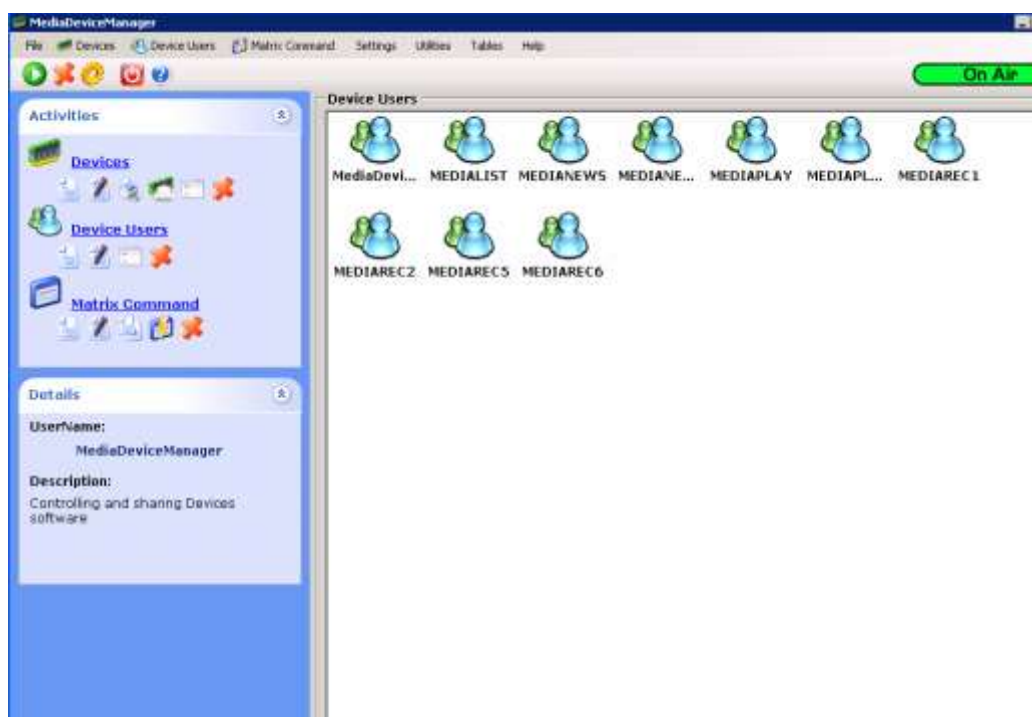 MediaDeviceManager
File Devices Device Users Matrix Command Settings Utilities Tables Help
On Air
Device Users
Activities
Devices
Device Users
Matrix Command
MediaDevi... MEDIALIST MEDIANEWS MEDIANE... MEDIAPLAY MEDIAPL... MEDIAREC1
MEDIAREC2 MEDIAREC5 MEDIAREC6
Details
UserName:
MediaDeviceManager
Description:
Controlling and sharing Devices
software